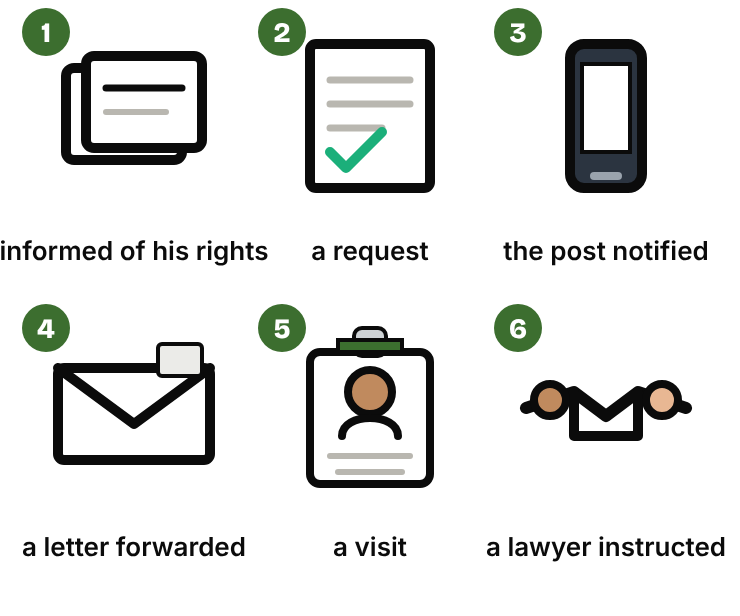 1
2
3
informed of his rights
a request
the post notified
4
5
6
a letter forwarded
a visit
a lawyer instructed